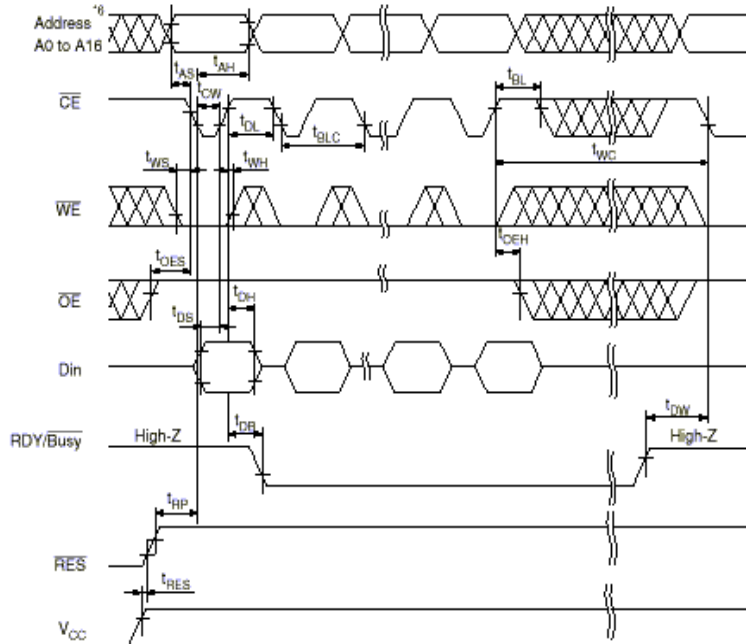 Address *6
A0 to A16
tAS
tAH
tCW
CE
tBL
tDL
tBLC
tWC
tWS
tWH
WE
tOEH
tOES
OE
tDH
tDS
Din
tDW
tDB
RDY/Busy
High-Z
High-Z
tRP
RES
tRES
VCC